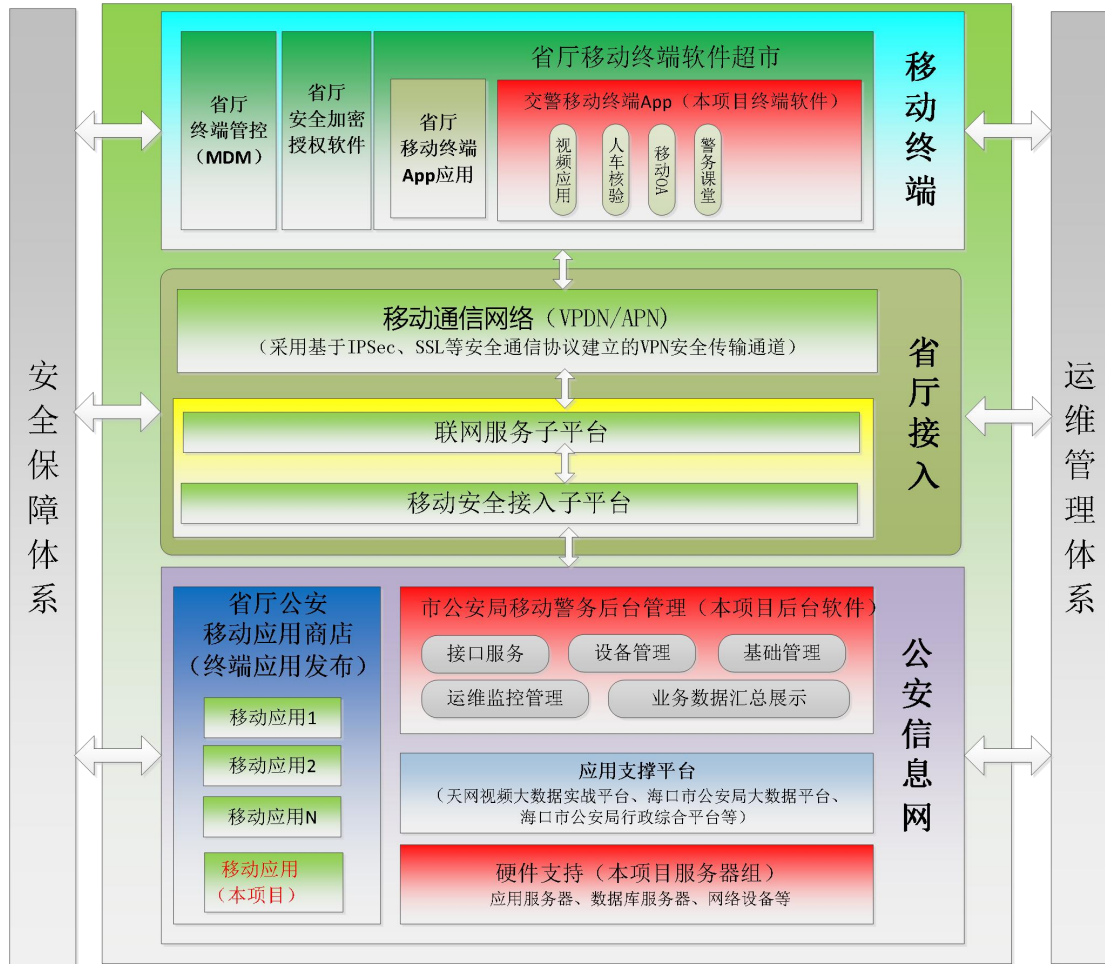 安全保障体系
省厅
终端管控
（MDM）
省厅
安全加密
授权软件
省厅移动终端软件超市
省厅
移动终端
App应用
交警移动终端App（本项目终端软件）
视频应用
人车核验
移动OA
警务课堂
移动终端
移动通信网络（VPDN/APN)
（采用基于IPSec、SSL等安全通信协议建立的VPN安全传输通道）
联网服务子平台
移动安全接入子平台
省厅接入
省厅公安
移动应用商店
（终端应用发布）
移动应用1
移动应用2
移动应用N
移动应用
（本项目）
市公安局移动警务后台管理（本项目后台软件）
接口服务
设备管理
基础管理
运维监控管理
业务数据汇总展示
应用支撑平台
（天网视频大数据实战平台、海口市公安局大数据平台、
海口市公安局行政综合平台等）
硬件支持（本项目服务器组）
应用服务器、数据库服务器、网络设备等
公安信息网
运维管理体系